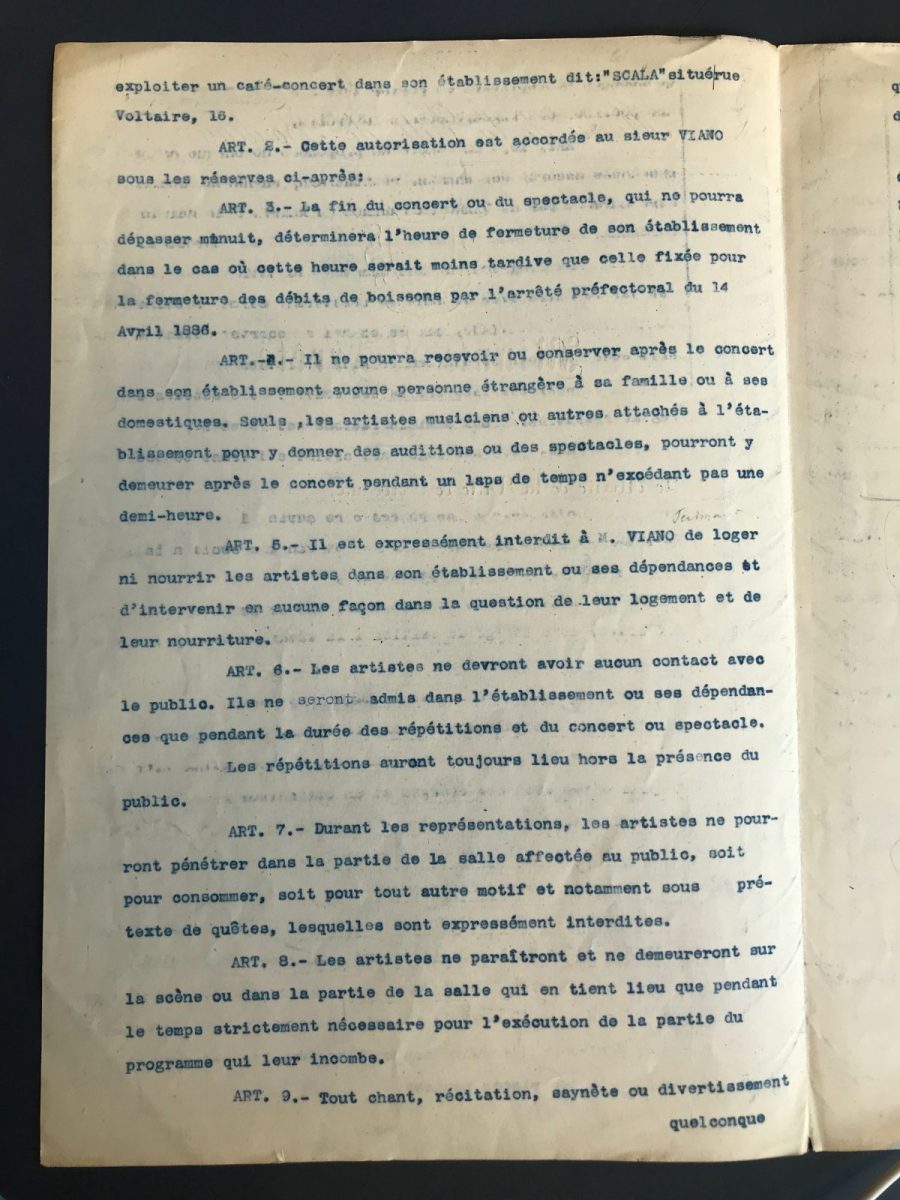 exploiter un café-concert dans son établissement dit:"SCALA"situérue
Voltaire, 16.
ART. 2.- Cette autorisation est accordée au sieur VIANO
sous les réserves ci-après:
ART. 3.- La fin du concert ou du spectacle, qui ne pourra
dépasser minuit, déterminera l'heure de fermeture de son établissement
dans le cas où cette heure serait moins tardive que celle fixée pour
la fermeture des débits de boissons par l'arrêté préfectoral du 14
Avril 1886.
ART.-4.- Il ne pourra recevoir ou conserver après le concert
dans son établissement aucune personne étrangère à sa famille ou à ses
domestiques. Seuls ,les artistes musiciens ou autres attachés à l'éta-
blissement pour y donner des auditions ou des spectacles, pourront y
demeurer après le concert pendant un laps de temps n'excédant pas une
demi-heure.
ART. 5.- Il est expressément interdit à M. VIANO de loger
ni nourrir les artistes dans son établissement ou ses dépendances et
d'intervenir en aucune façon dans la question de leur logement et de
leur nourriture.
ART. 6.- Les artistes ne devront avoir aucun contact avec
le public. Ils ne seront admis dans l'établissement ou ses dépendan-
ces que pendant la durée des répétitions et du concert ou spectacle.
Les répétitions auront toujours lieu hors la présence du
public.
ART. 7.- Durant les représentations, les artistes ne pour-
ront pénétrer dans la partie de la salle affectée au public, soit
pour consommer, soit pour tout autre motif et notamment sous pré-
texte de quêtes, lesquelles sont expressément interdites.
ART. 8.- Les artistes ne paraîtront et ne demeureront sur
la scène ou dans la partie de la salle qui en tient lieu que pendant
le temps strictement nécessaire pour l'exécution de la partie du
programme qui leur incombe.
ART. 9.- Tout chant, récitation, saynète ou divertissement
quelconque